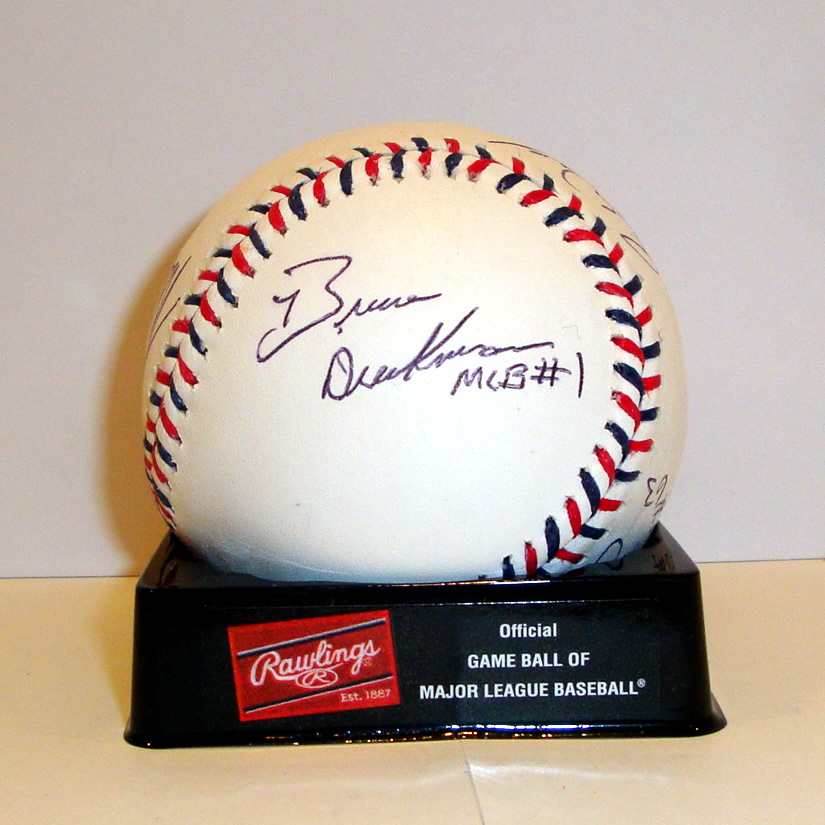 Bruce
Dreckman
MLB #1
Rawlings®
R
Est. 1887
Official
GAME BALL OF
MAJOR LEAGUE BASEBALL®